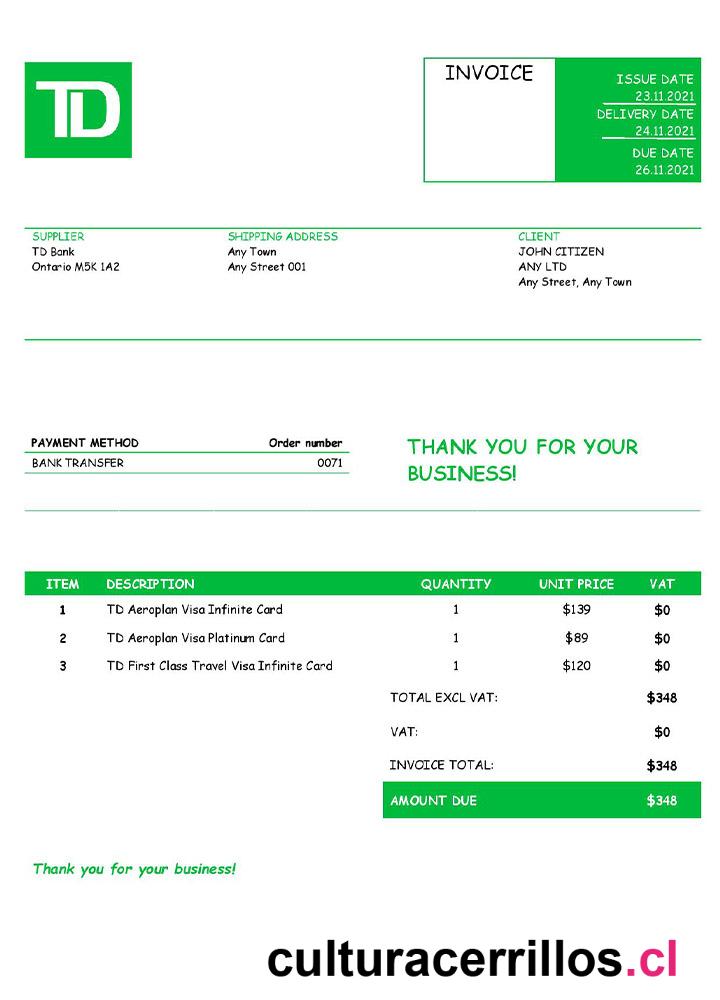 TD
INVOICE
ISSUE DATE
23.11.2021
DELIVERY DATE
24.11.2021
DUE DATE
26.11.2021
SUPPLIER SHIPPING ADDRESS CLIENT
TD Bank Any Town JOHN CITIZEN
Ontario M5K 1A2 Any Street 001 ANY LTD
Any Street, Any Town
PAYMENT METHOD Order number
BANK TRANSFER 0071
THANK YOU FOR YOUR
BUSINESS!
ITEM DESCRIPTION QUANTITY UNIT PRICE VAT
1 TD Aeroplan Visa Infinite Card 1 $139 $0
2 TD Aeroplan Visa Platinum Card 1 $89 $0
3 TD First Class Travel Visa Infinite Card 1 $120 $0
TOTAL EXCL VAT: $348
VAT: $0
INVOICE TOTAL: $348
AMOUNT DUE $348
Thank you for your business!
culturacerrillos.cl